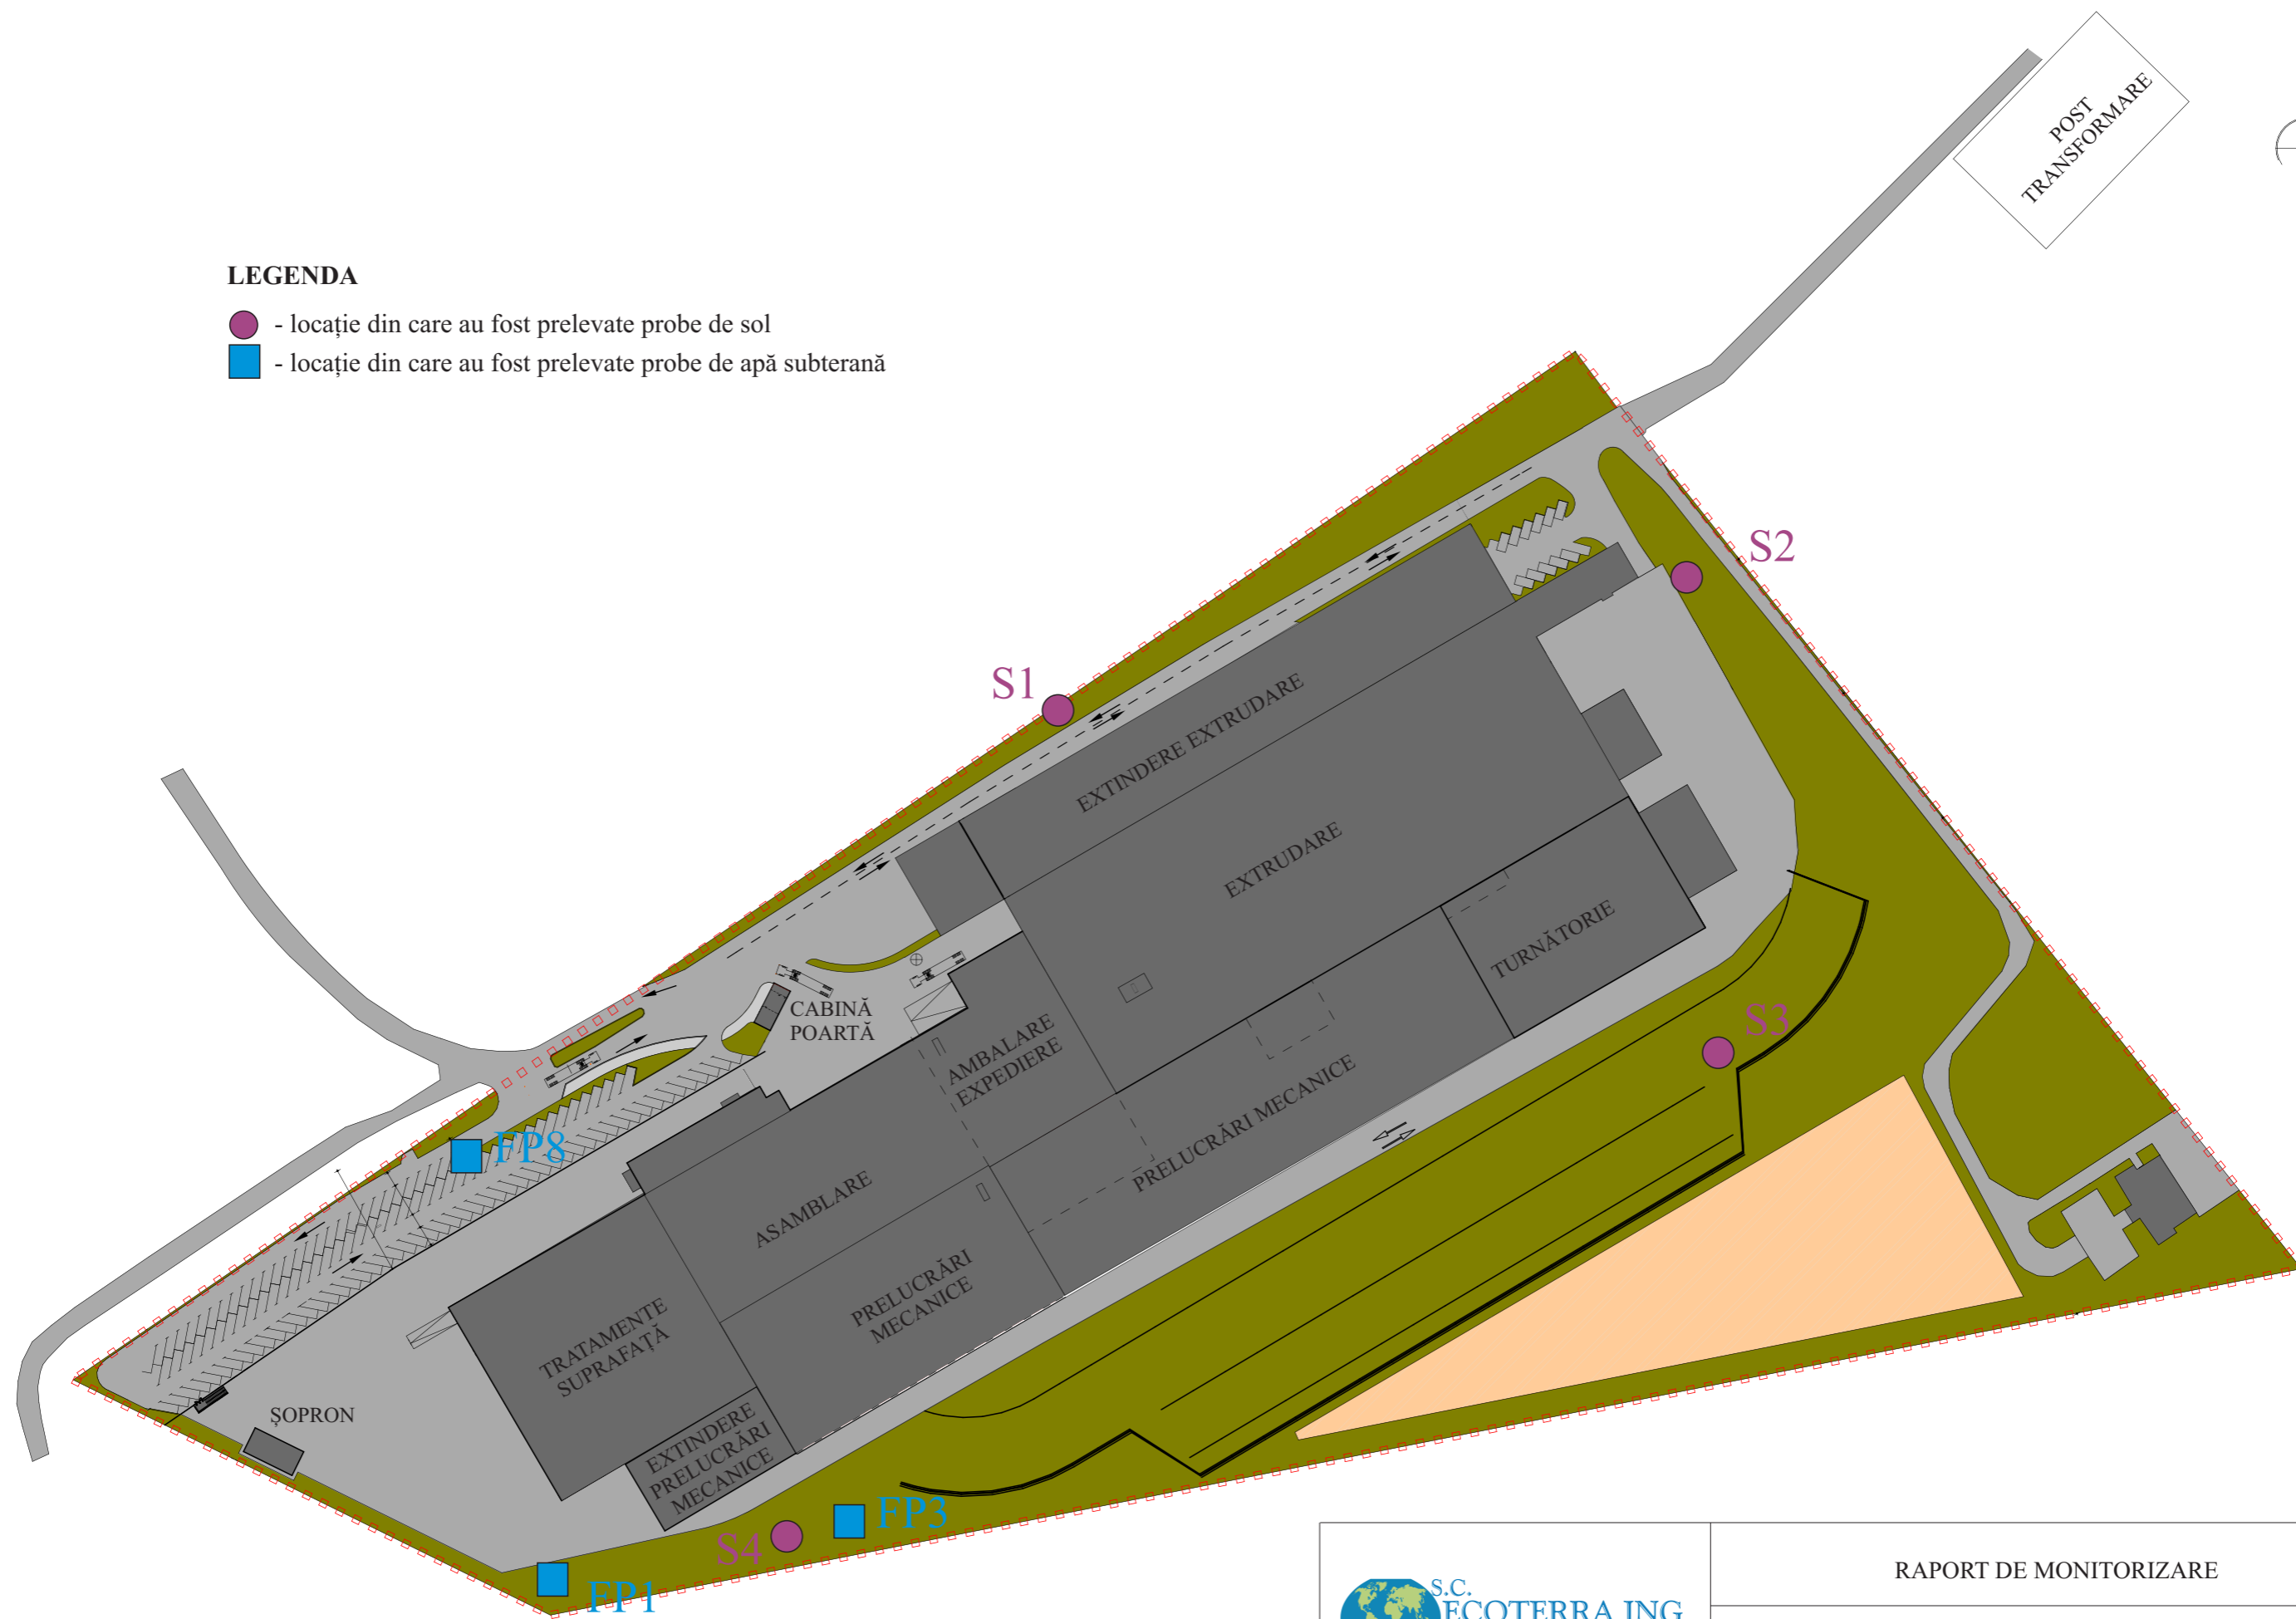 POST
TRANSFORMARE
LEGENDA
- locație din care au fost prelevate probe de sol
- locație din care au fost prelevate probe de apă subterană
S2
S1
EXTINDERE EXTRUDARE
EXTRUDARE
TURNĂTORIE
CABINĂ
POARTĂ
AMBALARE
EXPEDIERE
S3
PRELUCRĂRI MECANICE
FP8
ASAMBLARE
PRELUCRĂRI
MECANICE
TRATAMENTE
SUPRAFAȚĂ
ȘOPRON
EXTINDERE
PRELUCRĂRI
MECANICE
FP3
S4
FP1
S.C.
ECOTERRA ING
RAPORT DE MONITORIZARE